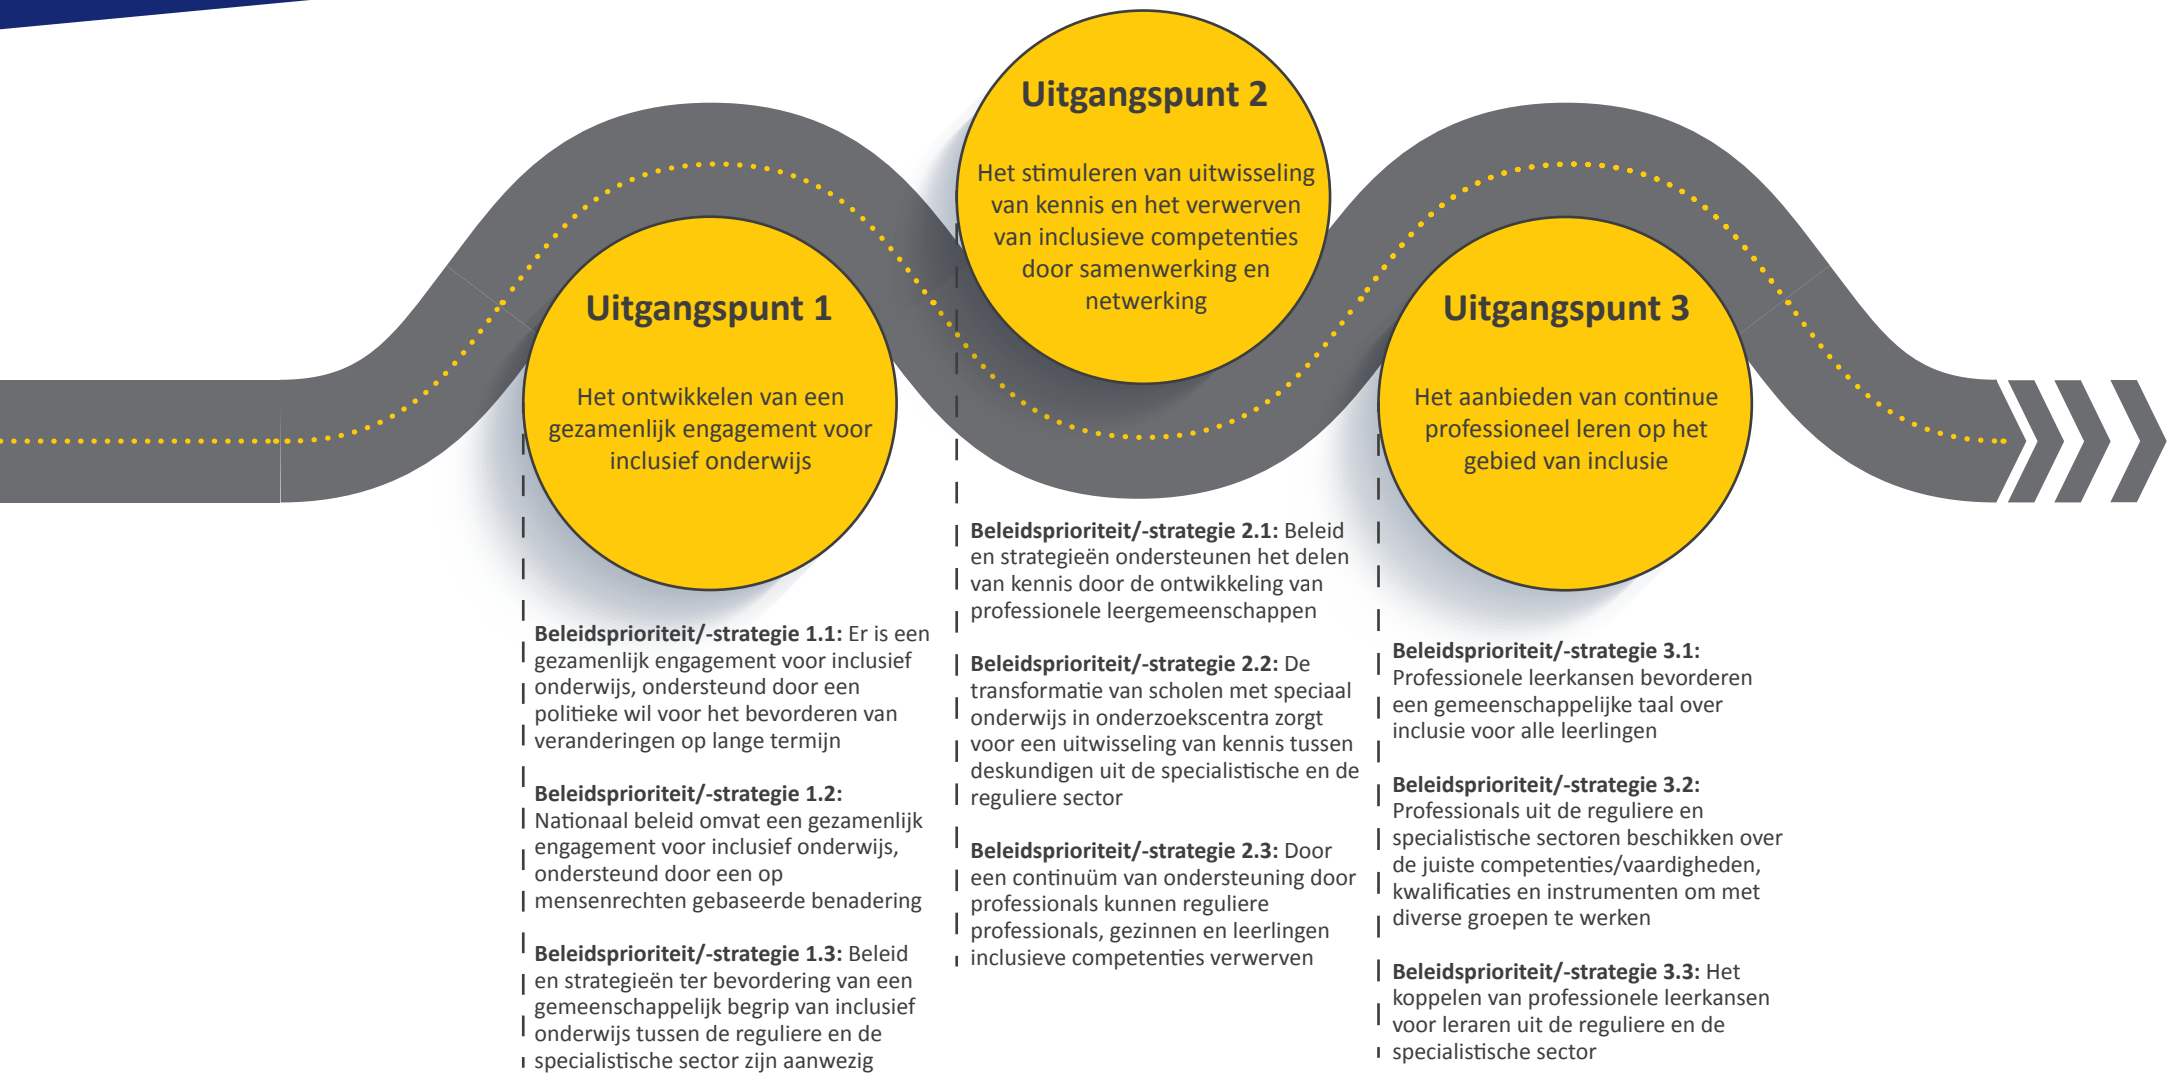 Uitgangspunt 1
Het ontwikkelen van een
gezamenlijk engagement voor
inclusief onderwijs
Beleidsprioriteit/-strategie 1.1: Er is een
gezamenlijk engagement voor inclusief
onderwijs, ondersteund door een
politieke wil voor het bevorderen van
veranderingen op lange termijn
Beleidsprioriteit/-strategie 1.2:
Nationaal beleid omvat een gezamenlijk
engagement voor inclusief onderwijs,
ondersteund door een op
mensenrechten gebaseerde benadering
Beleidsprioriteit/-strategie 1.3: Beleid
en strategieën ter bevordering van een
gemeenschappelijk begrip van inclusief
onderwijs tussen de reguliere en de
specialistische sector zijn aanwezig
Uitgangspunt 2
Het stimuleren van uitwisseling
van kennis en het verwerven
van inclusieve competenties
door samenwerking en
netwerking
Beleidsprioriteit/-strategie 2.1: Beleid
en strategieën ondersteunen het delen
van kennis door de ontwikkeling van
professionele leergemeenschappen
Beleidsprioriteit/-strategie 2.2: De
transformatie van scholen met speciaal
onderwijs in onderzoekscentra zorgt
voor een uitwisseling van kennis tussen
deskundigen uit de specialistische en de
reguliere sector
Beleidsprioriteit/-strategie 2.3: Door
een continuüm van ondersteuning door
professionals kunnen reguliere
professionals, gezinnen en leerlingen
inclusieve competenties verwerven
Uitgangspunt 3
Het aanbieden van continue
professioneel leren op het
gebied van inclusie
Beleidsprioriteit/-strategie 3.1:
Professionele leerkansen bevorderen
een gemeenschappelijke taal over
inclusie voor alle leerlingen
Beleidsprioriteit/-strategie 3.2:
Professionals uit de reguliere en
specialistische sectoren beschikken over
de juiste competenties/vaardigheden,
kwalificaties en instrumenten om met
diverse groepen te werken
Beleidsprioriteit/-strategie 3.3: Het
koppelen van professionele leerkansen
voor leraren uit de reguliere en de
specialistische sector